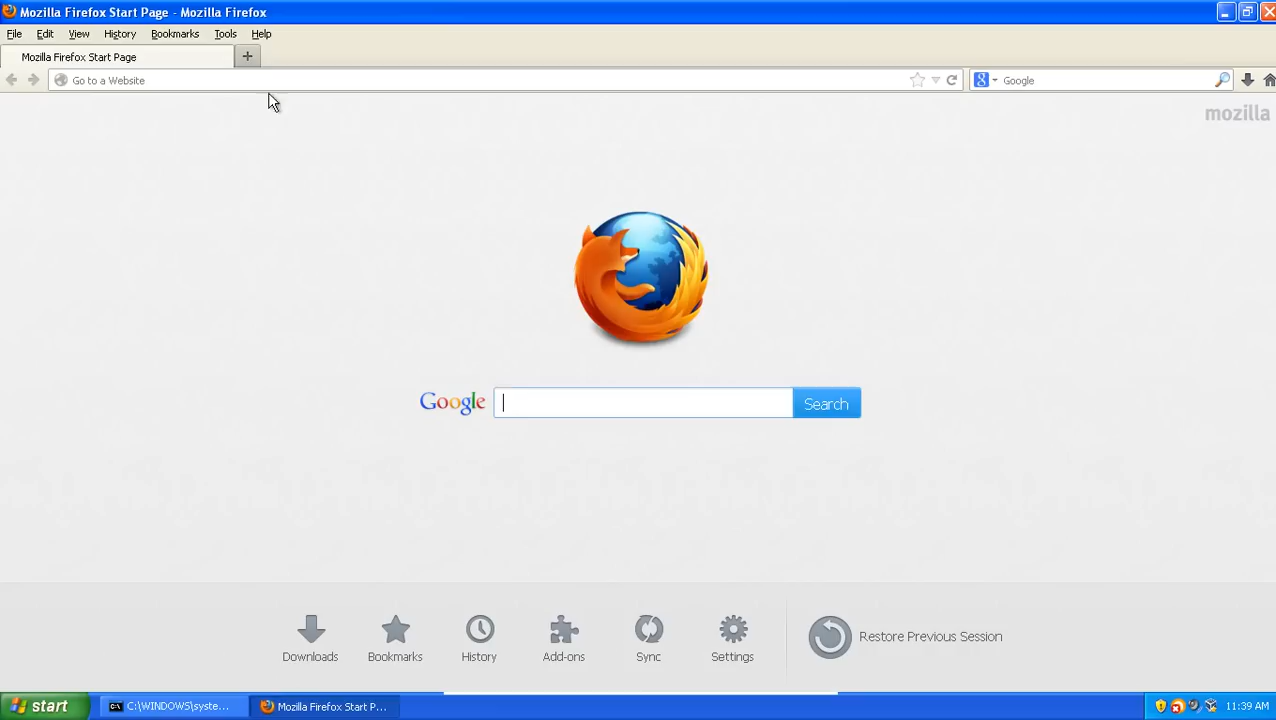 Mozilla Firefox Start Page - Mozilla Firefox
File Edit View History Bookmarks Tools Help
Mozilla Firefox Start Page
Go to a Website
Google
mozilla
Google
Search
Downloads Bookmarks History Add-ons Sync Settings Restore Previous Session
start C:\WINDOWS\syste... Mozilla Firefox Start P... 11:39 AM